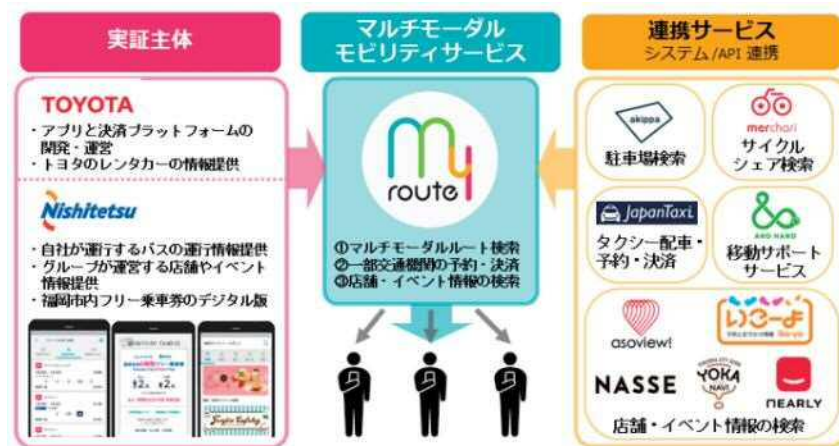 実証主体
TOYOTA
・アプリと決済プラットフォームの
開発・運営
・トヨタのレンタカーの情報提供
Nishitetsu
・自社が運行するバスの運行情報提供
・グループが運営する店舗やイベント
情報提供
・福岡市内フリー乗車券のデジタル版
マルチモーダル
モビリティサービス
my
route
①マルチモーダルルート検索
②一部交通機関の予約・決済
③店舗・イベント情報の検索
連携サービス
システム/API 連携
akippa
駐車場検索
merchari
サイクル
シェア検索
JapanTaxi
タクシー配車・
予約・決済
&
AND HAND
移動サポート
サービス
asoview!
いこーよ
NASSE
YOKA
NAVI
NEARLY
店舗・イベント情報の検索